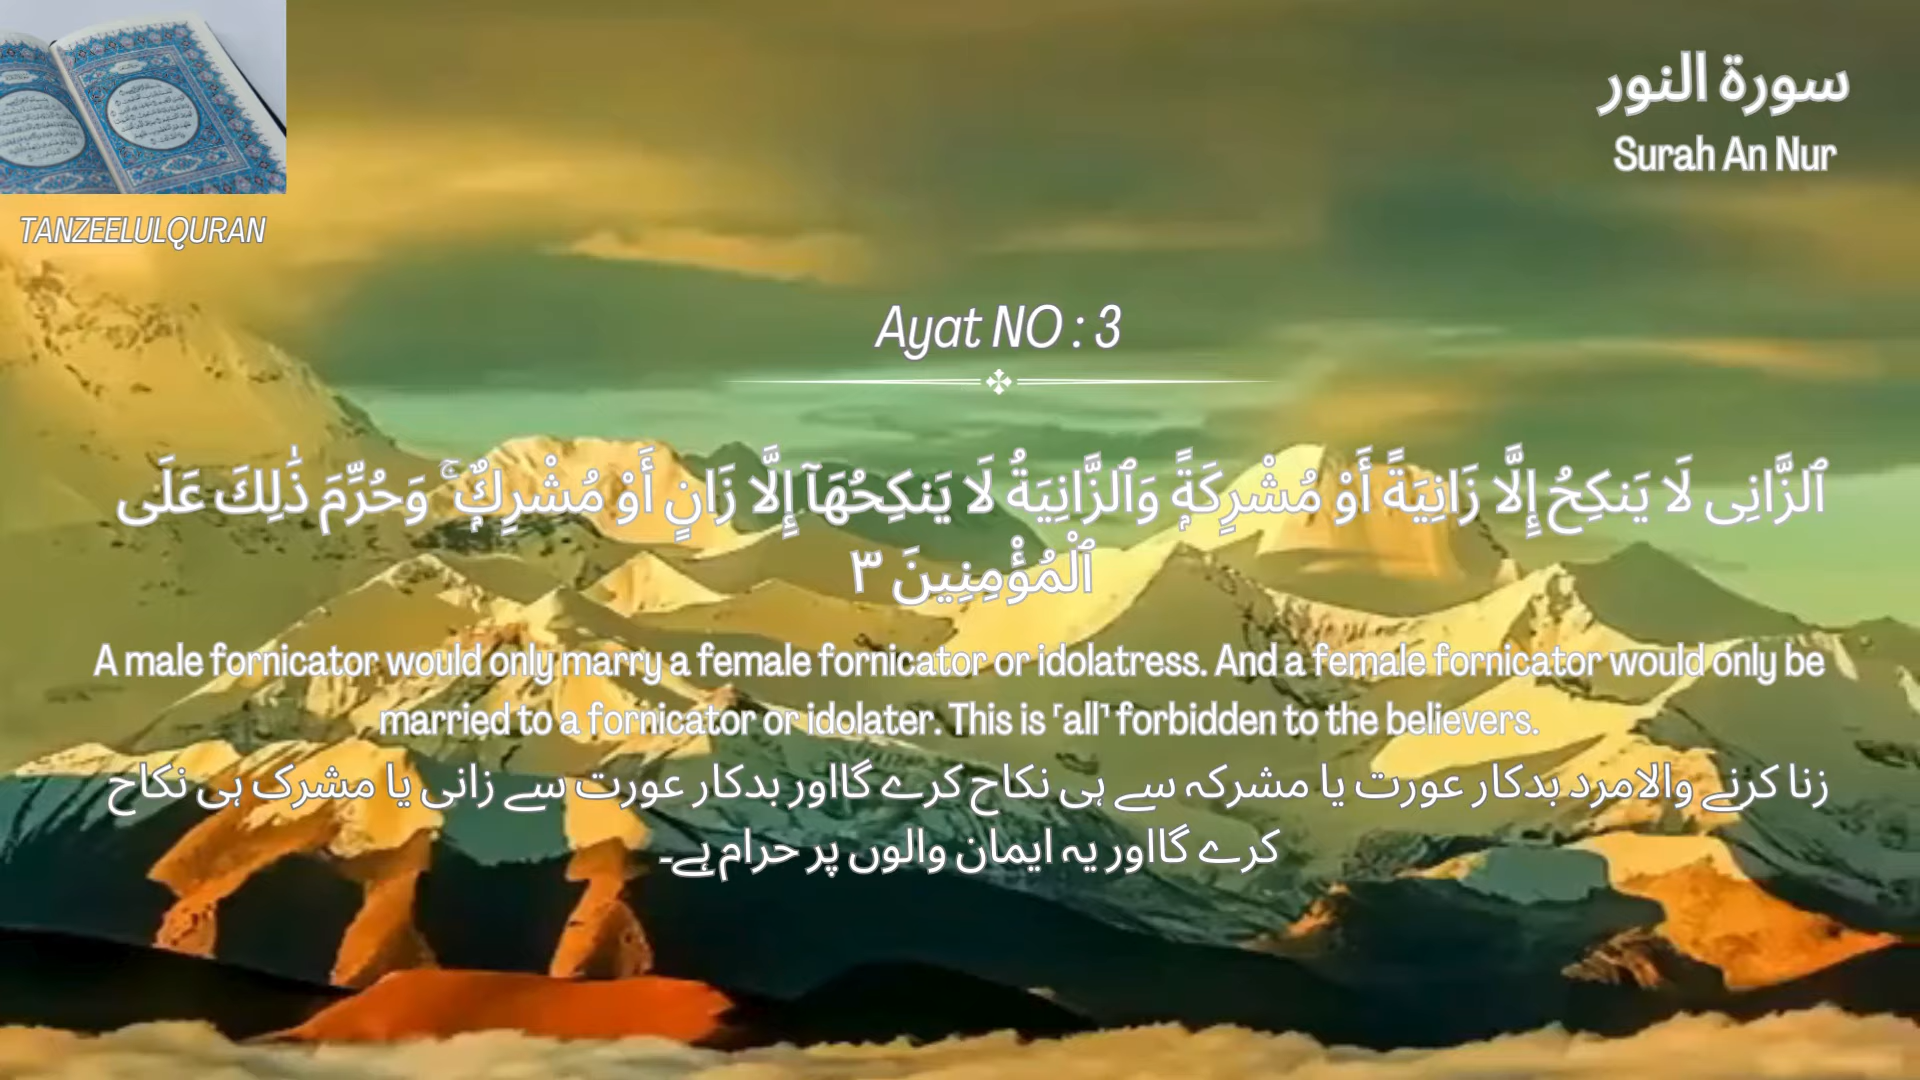 سورة النور
Surah An Nur
TANZEELULQURAN
Ayat NO : 3
ٱلزَّانِى لَا يَنكِحُ إِلَّا زَانِيَةً أَوْ مُشْرِكَةًۭ وَٱلزَّانِيَةُ لَا يَنكِحُهَآ إِلَّا زَانٍ أَوْ مُشْرِكٌۭ ۚ وَحُرِّمَ ذَٰلِكَ عَلَى
ٱلْمُؤْمِنِينَ ٣
A male fornicator would only marry a female fornicator or idolatress. And a female fornicator would only be
married to a fornicator or idolater. This is ˹all˺ forbidden to the believers.
زنا کرنے والامرد بدکار عورت یا مشرکہ سے ہی نکاح کرے گااور بدکار عورت سے زانی یا مشرک ہی نکاح
کرے گااور یہ ایمان والوں پر حرام ہے۔